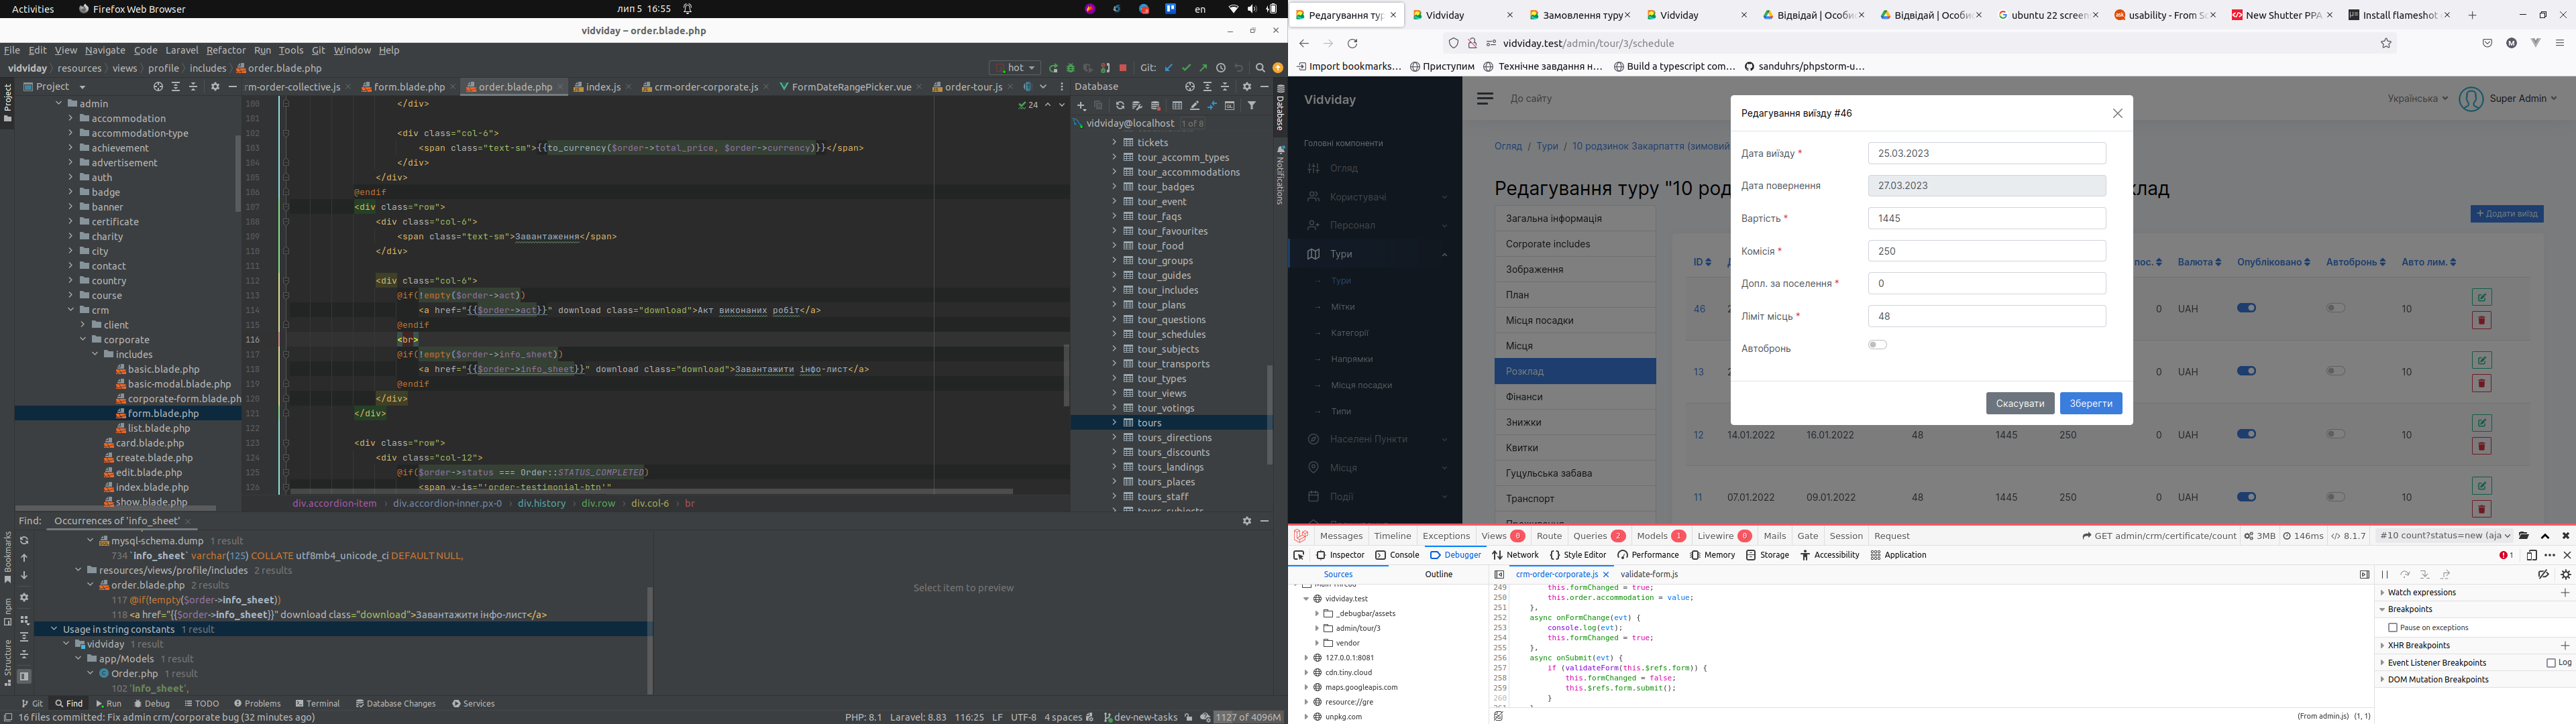 Activities
Firefox Web Browser
лип 5 16:55
en
vidviday – order.blade.php
File Edit View Navigate Code Laravel Refactor Run Tools Git Window Help
vidviday resources views profile includes order.blade.php
hot
Git:
Project
rm-order-collective.js
form.blade.php
order.blade.php
index.js
crm-order-corporate.js
FormDateRangePicker.vue
order-tour.js
Database
admin
accommodation
accommodation-type
achievement
advertisement
auth
badge
banner
certificate
charity
city
contact
country
course
crm
client
corporate
includes
basic.blade.php
basic-modal.blade.php
corporate-form.blade.ph
form.blade.php
list.blade.php
card.blade.php
create.blade.php
edit.blade.php
index.blade.php
show.blade.php
24
100 </div>
101
102 <div class="col-6">
103 <span class="text-sm">{{to_currency($order->total_price, $order->currency)}}</span>
104 </div>
105 </div>
106 @endif
107 <div class="row">
108 <div class="col-6">
109 <span class="text-sm">Завантаження</span>
110 </div>
111
112 <div class="col-6">
113 @if(!empty($order->act))
114 <a href="{{$order->act}}" download class="download">Акт виконаних робіт</a>
115 @endif
116 <br>
117 @if(!empty($order->info_sheet))
118 <a href="{{$order->info_sheet}}" download class="download">Завантажити інфо-лист</a>
119 @endif
120 </div>
121 </div>
122
123 <div class="row">
124 <div class="col-12">
125 @if($order->status === Order::STATUS_COMPLETED)
126 <span v-is="'order-testimonial-btn'"
div.accordion-item div.accordion-inner.px-0 div.history div.row div.col-6 br
vidviday@localhost 1 of 8
tickets
tour_accomm_types
tour_accommodations
tour_badges
tour_event
tour_faqs
tour_favourites
tour_food
tour_groups
tour_guides
tour_includes
tour_plans
tour_questions
tour_schedules
tour_subjects
tour_transports
tour_types
tour_views
tour_votings
tours
tours_directions
tours_discounts
tours_landings
tours_places
tours_staff
tours_subjects
Database
Notifications
Project
Bookmarks
npm
Structure
Find: Occurrences of 'info_sheet'
mysql-schema.dump 1 result
734 `info_sheet` varchar(125) COLLATE utf8mb4_unicode_ci DEFAULT NULL,
resources/views/profile/includes 2 results
order.blade.php 2 results
117 @if(!empty($order->info_sheet))
118 <a href="{{$order->info_sheet}}" download class="download">Завантажити інфо-лист</a>
Usage in string constants 1 result
vidviday 1 result
app/Models 1 result
Order.php 1 result
102 'info_sheet',
Select item to preview
Git Find Run Debug TODO Problems Terminal Database Changes Services
16 files committed: Fix admin crm/corporate bug (32 minutes ago)
PHP: 8.1 Laravel: 8.83 116:25 LF UTF-8 4 spaces dev-new-tasks 1127 of 4096M
Редагування тур
Vidviday
Замовлення туру
Vidviday
Відвідай | Особис
Відвідай | Особис
ubuntu 22 screen
usability - From Sc
New Shutter PPA
Install flameshot
vidviday.test/admin/tour/3/schedule
Import bookmarks...
Приступим
Технічне завдання н...
Build a typescript com...
sanduhrs/phpstorm-u...
Vidviday
До сайту
Українська
Super Admin
Головні компоненти
Огляд
Користувачі
Персонал
Тури
Тури
Мітки
Категорії
Напрямки
Місця посадки
Типи
Населені Пункти
Місця
Події
Огляд / Тури / 10 родзинок Закарпаття (зимовий
Редагування туру "10 род
клад
Додати виїзд
Загальна інформація
Corporate includes
Зображення
План
Місця посадки
Місця
Розклад
Фінанси
Знижки
Квитки
Гуцульська забава
Транспорт
Проживання
ID
пос. Валюта Опубліковано Автобронь Авто лим.
46 0 UAH 10
13 0 UAH 10
12 14.01.2022 16.01.2022 48 1445 250 0 UAH 10
11 07.01.2022 09.01.2022 48 1445 250 0 UAH 10
Редагування виїзду #46
Дата виїзду * 25.03.2023
Дата повернення 27.03.2023
Вартість * 1445
Комісія * 250
Допл. за поселення * 0
Ліміт місць * 48
Автобронь
Скасувати
Зберегти
Messages Timeline Exceptions Views 0 Route Queries 2 Models 1 Livewire 0 Mails Gate Session Request
GET admin/crm/certificate/count 3MB 146ms 8.1.7 #10 count?status=new (aja
Inspector Console Debugger Network Style Editor Performance Memory Storage Accessibility Application
1
Sources Outline
crm-order-corporate.js
validate-form.js
Main Thread
vidviday.test
_debugbar/assets
admin/tour/3
vendor
127.0.0.1:8081
cdn.tiny.cloud
maps.googleapis.com
resource://gre
unpkg.com
249 this.formChanged = true;
250 this.order.accommodation = value;
251 },
252 async onFormChange(evt) {
253 console.log(evt);
254 this.formChanged = true;
255 },
256 async onSubmit(evt) {
257 if (validateForm(this.$refs.form)) {
258 this.formChanged = false;
259 this.$refs.form.submit();
260 }
(From admin.js) (1, 1)
Watch expressions
Breakpoints
Pause on exceptions
XHR Breakpoints
Event Listener Breakpoints
Log
DOM Mutation Breakpoints